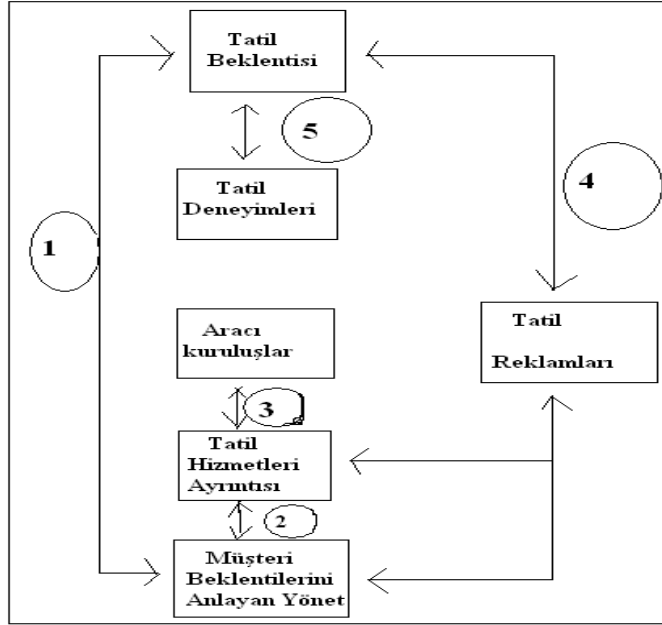 Tatil
Beklentisi
5
Tatil
Deneyimleri
4
1
Aracı
kuruluşlar
Tatil
Reklamları
3
Tatil
Hizmetleri
Ayrıntısı
2
Müşteri
Beklentilerini
Anlayan Yönet